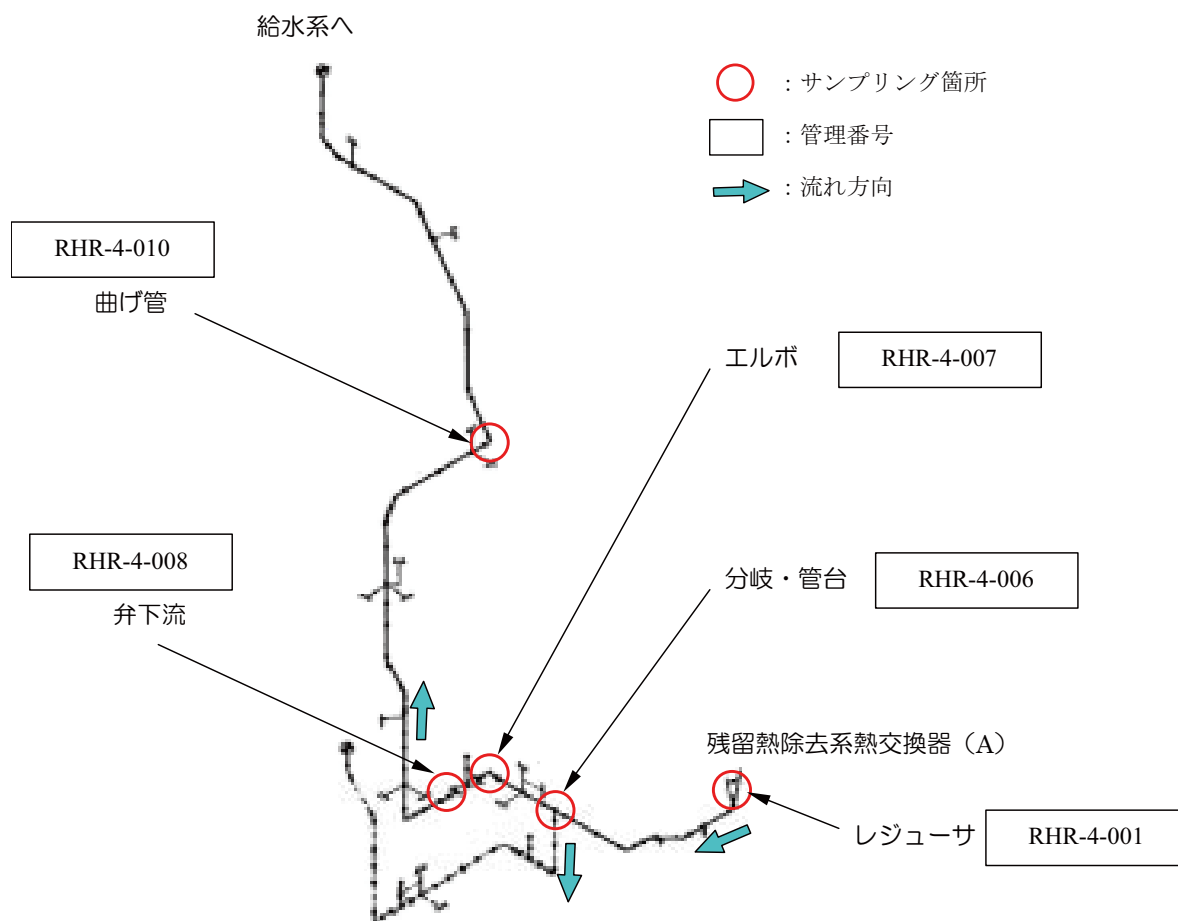 給水系へ
：サンプリング箇所
：管理番号
：流れ方向
RHR-4-010
曲げ管
エルボ
RHR-4-007
RHR-4-008
弁下流
分岐・管台
RHR-4-006
残留熱除去系熱交換器（A）
レジューサ
RHR-4-001